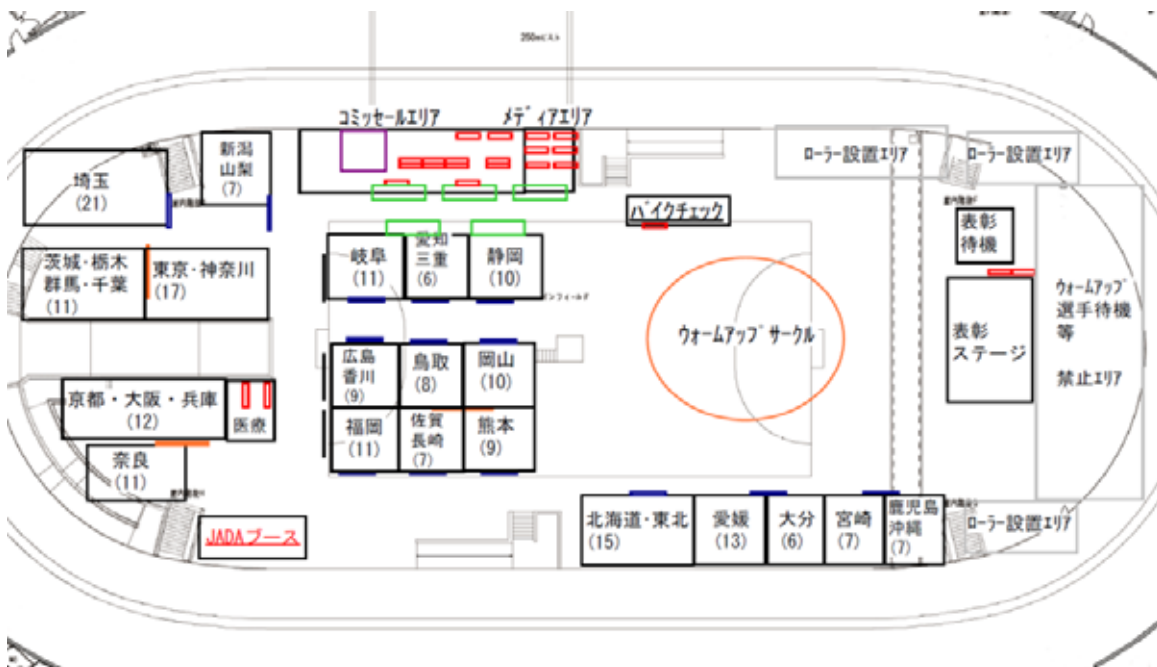 250mピスト
コミッセールエリア
メディアエリア
新潟
山梨
(7)
埼玉
(21)
ローラー設置エリア
ローラー設置エリア
バイクチェック
表彰
待機
茨城・栃木
群馬・千葉
(11)
東京・神奈川
(17)
岐阜
(11)
愛知
三重
(6)
静岡
(10)
ウォームアップ
選手待機
等
禁止エリア
ウォームアップサークル
表彰
ステージ
広島
香川
(9)
鳥取
(8)
岡山
(10)
京都・大阪・兵庫
(12)
医療
福岡
(11)
佐賀
長崎
(7)
熊本
(9)
奈良
(11)
JADAブース
北海道・東北
(15)
愛媛
(13)
大分
(6)
宮崎
(7)
鹿児島
沖縄
(7)
ローラー設置エリア